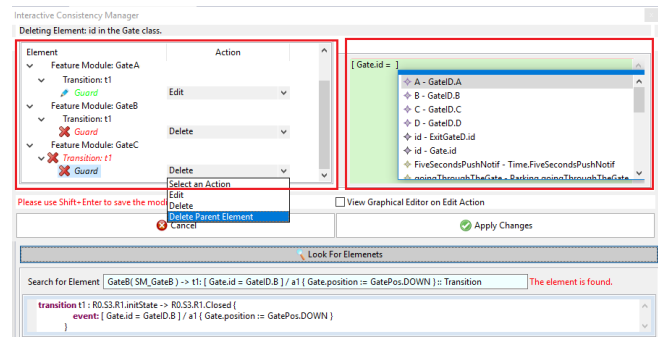 Interactive Consistency Manager
Deleting Element: id in the Gate class.
Element Action
Feature Module: GateA
Transition: t1
Guard Edit
Feature Module: GateB
Transition: t1
Guard Delete
Feature Module: GateC
Transition: t1
Guard Delete
Select an Action
Edit
Delete
Delete Parent Element
[ Gate.id = ]
A - GateID.A
B - GateID.B
C - GateID.C
D - GateID.D
id - ExitGateD.id
id - Gate.id
FiveSecondsPushNotif - Time.FiveSecondsPushNotif
goingThroughTheGate - Parking.goingThroughTheGate
Please use Shift+Enter to save the modi
View Graphical Editor on Edit Action
Cancel
Apply Changes
Look For Elemenets
Search for Element GateB( SM_GateB ) -> t1: [ Gate.id = GateID.B ] / a1 { Gate.position := GatePos.DOWN } :: Transition The element is found.
transition t1 : R0.S3.R1.initState -> R0.S3.R1.Closed {
event: [ Gate.id = GateID.B ] / a1 { Gate.position := GatePos.DOWN }
}